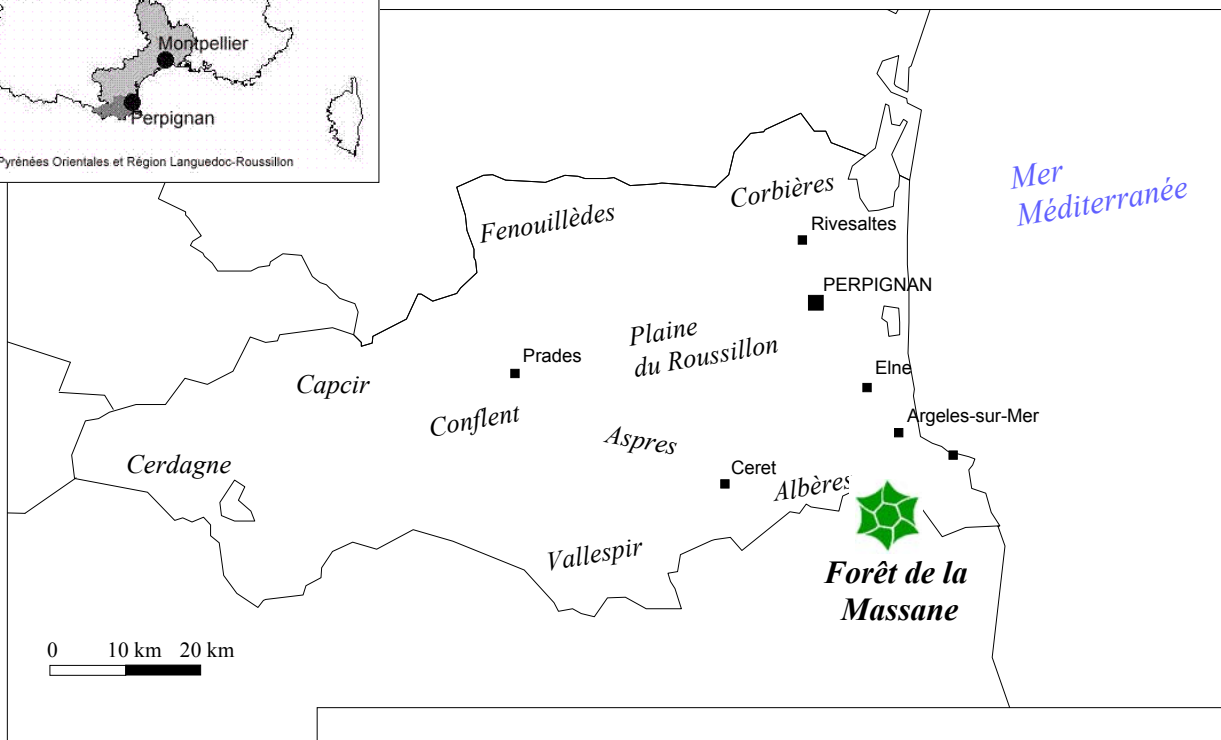 Montpellier
Perpignan
Pyrénées Orientales et Région Languedoc-Roussillon
Mer
Méditerranée
Corbières
Fenouillèdes
Rivesaltes
PERPIGNAN
Plaine
du Roussillon
Prades
Capcir
Elne
Conflent
Argeles-sur-Mer
Aspres
Cerdagne
Ceret
Albères
Vallespir
Forêt de la
Massane
0 10 km 20 km